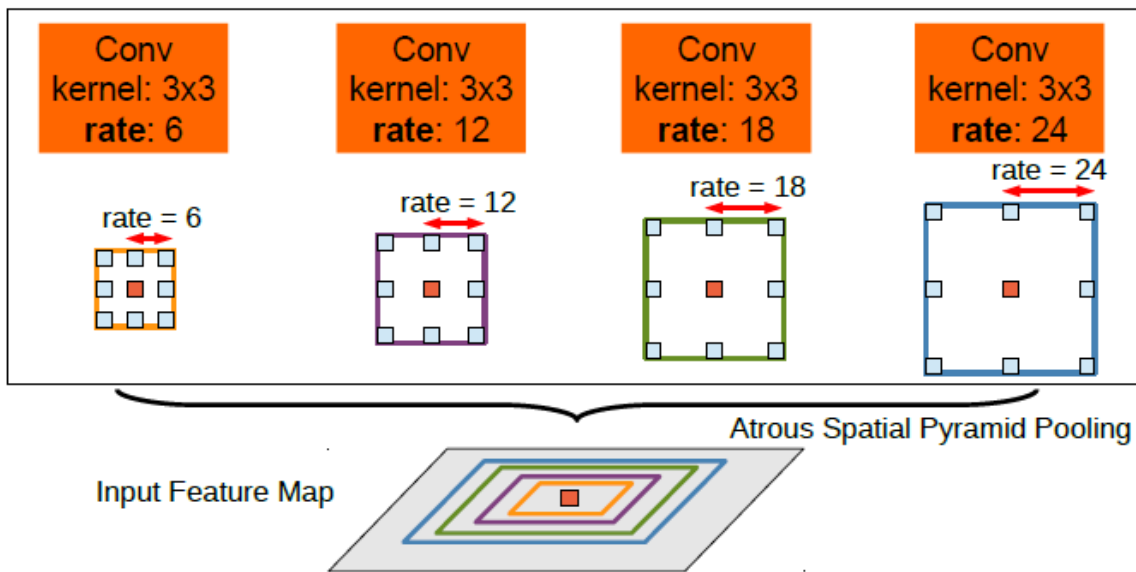 Conv
kernel: 3x3
rate: 6
Conv
kernel: 3x3
rate: 12
Conv
kernel: 3x3
rate: 18
Conv
kernel: 3x3
rate: 24
rate = 6
rate = 12
rate = 18
rate = 24
Atrous Spatial Pyramid Pooling
Input Feature Map